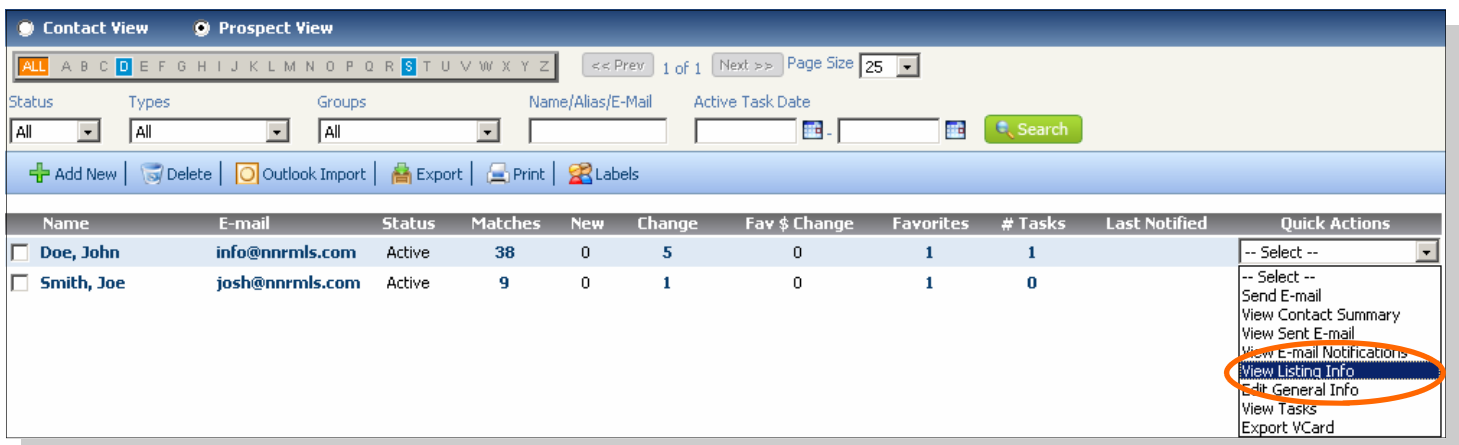 Contact View Prospect View
ALL A B C D E F G H I J K L M N O P Q R S T U V W X Y Z << Prev 1 of 1 Next >> Page Size 25
Status Types Groups Name/Alias/E-Mail Active Task Date
All All All - Search
Add New Delete Outlook Import Export Print Labels
Name E-mail Status Matches New Change Fav $ Change Favorites # Tasks Last Notified Quick Actions
Doe, John info@nnrmls.com Active 38 0 5 0 1 1 -- Select --
Smith, Joe josh@nnrmls.com Active 9 0 1 0 1 0
-- Select --
Send E-mail
View Contact Summary
View Sent E-mail
View E-mail Notifications
View Listing Info
Edit General Info
View Tasks
Export VCard